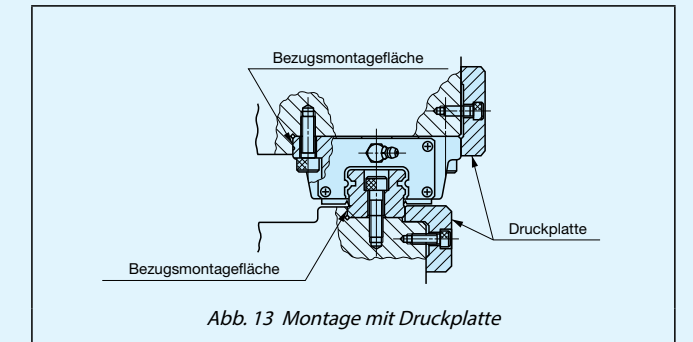 Bezugsmontagefläche
Druckplatte
Bezugsmontagefläche
Abb. 13 Montage mit Druckplatte